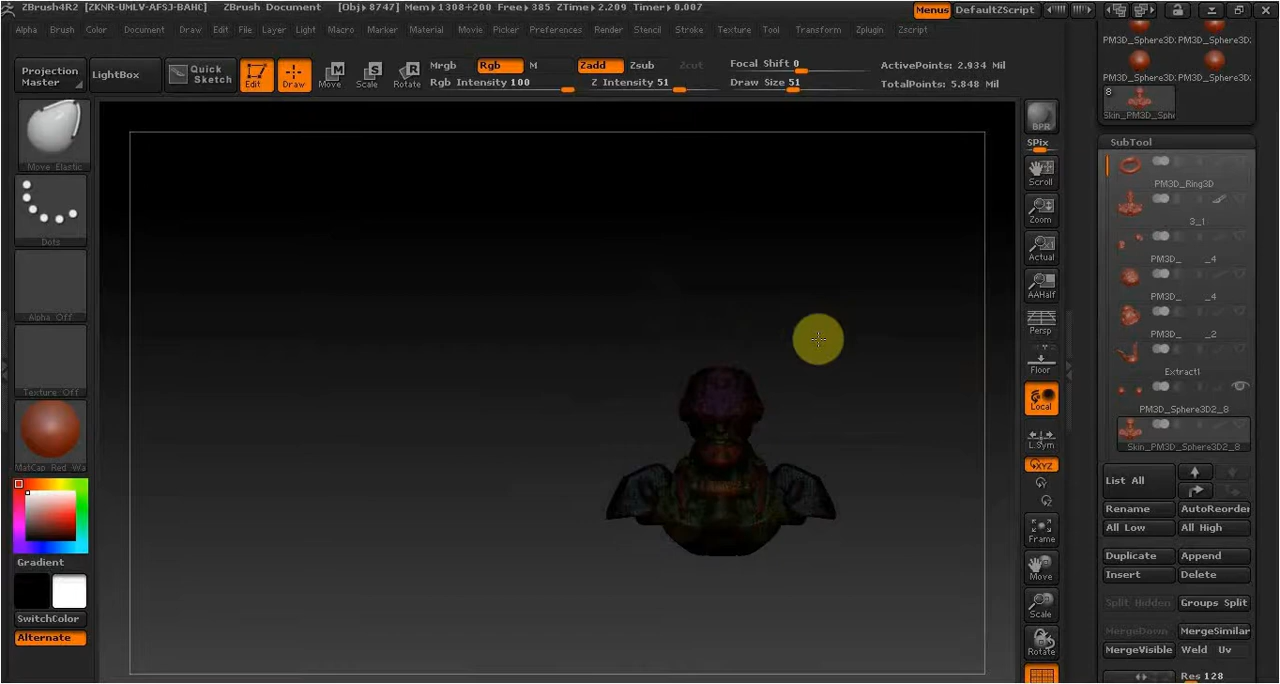 ZBrush4R2 [ZKNR-UMLV-AFSJ-BAHC] ZBrush Document [Obj▸8747] Mem▸1308+200 Free▸385 ZTime▸2.209 Timer▸0.007 Menus DefaultZScript
Alpha Brush Color Document Draw Edit File Layer Light Macro Marker Material Movie Picker Preferences Render Stencil Stroke Texture Tool Transform Zplugin Zscript
Projection Master
LightBox
Quick Sketch
Edit
Draw
Move
Scale
Rotate
Mrgb Rgb M
Rgb Intensity 100
Zadd Zsub Zcut
Z Intensity 51
Focal Shift 0
Draw Size 51
ActivePoints: 2.934 Mil
TotalPoints: 5.848 Mil
Move Elastic
Dots
Alpha Off
Texture Off
MatCap Red Wa
Gradient
SwitchColor
Alternate
BPR
SPix
Scroll
Zoom
Actual
AAHalf
Persp
Floor
Local
L.Sym
XYZ
Y
Z
Frame
Move
Scale
Rotate
PM3D_Sphere3D: PM3D_Sphere3D:
PM3D_Sphere3D: PM3D_Sphere3D:
8
Skin_PM3D_Sph
SubTool
PM3D_Ring3D
3_1
PM3D_ _4
PM3D_ _4
PM3D_ _2
Extract1
PM3D_Sphere3D2_8
Skin_PM3D_Sphere3D2_8
List All
Rename AutoReorder
All Low All High
Duplicate Append
Insert Delete
Split Hidden Groups Split
MergeDown MergeSimilar
MergeVisible Weld Uv
Res 128